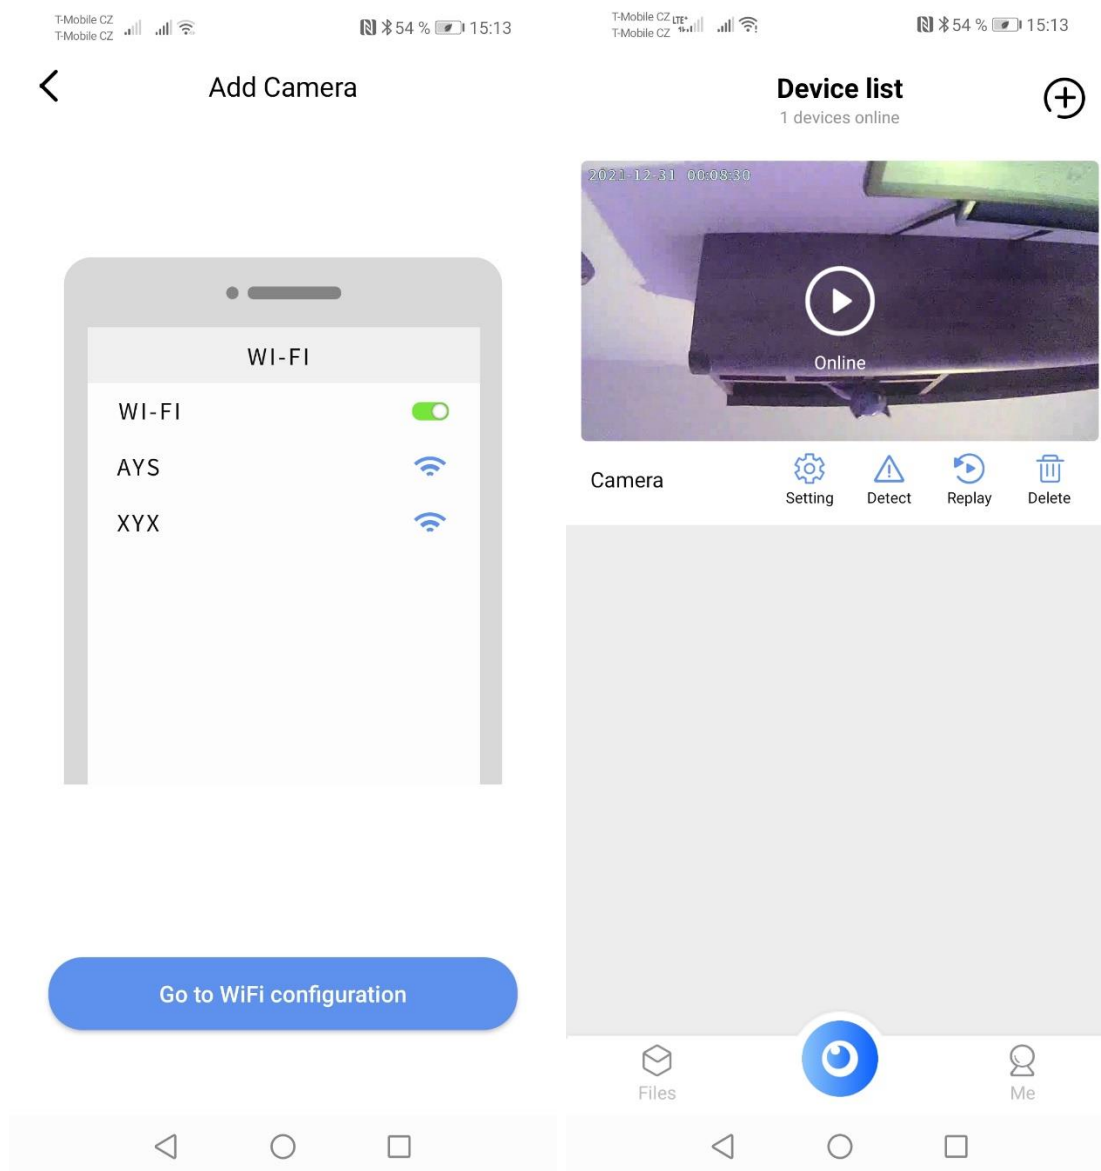 T-Mobile CZ
T-Mobile CZ
54 % 15:13
Add Camera
WI-FI
WI-FI
AYS
XYX
Go to WiFi configuration
T-Mobile CZ LTE+
T-Mobile CZ
54 % 15:13
Device list
1 devices online
2021-12-31 00:08:30
Online
Camera
Setting Detect Replay Delete
Files Me